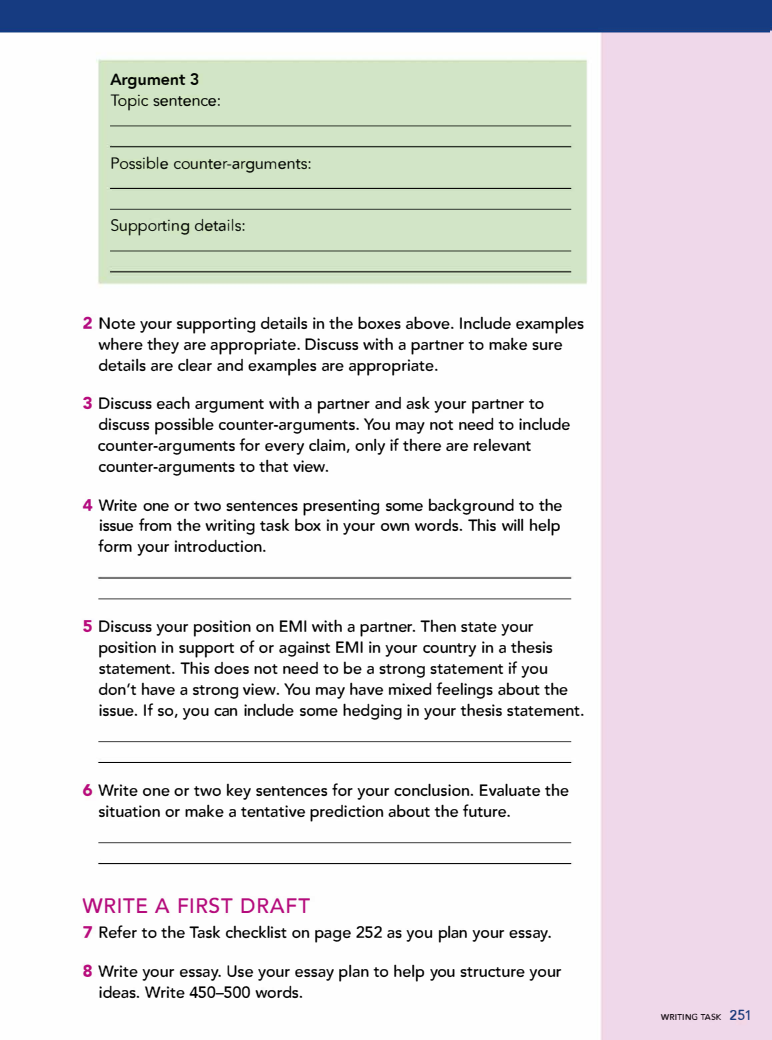 Argument 3
Topic sentence:
Possible counter-arguments:
Supporting details:
2 Note your supporting details in the boxes above. Include examples
where they are appropriate. Discuss with a partner to make sure
details are clear and examples are appropriate.
3 Discuss each argument with a partner and ask your partner to
discuss possible counter-arguments. You may not need to include
counter-arguments for every claim, only if there are relevant
counter-arguments to that view.
4 Write one or two sentences presenting some background to the
issue from the writing task box in your own words. This will help
form your introduction.
5 Discuss your position on EMI with a partner. Then state your
position in support of or against EMI in your country in a thesis
statement. This does not need to be a strong statement if you
don't have a strong view. You may have mixed feelings about the
issue. If so, you can include some hedging in your thesis statement.
6 Write one or two key sentences for your conclusion. Evaluate the
situation or make a tentative prediction about the future.
WRITE A FIRST DRAFT
7 Refer to the Task checklist on page 252 as you plan your essay.
8 Write your essay. Use your essay plan to help you structure your
ideas. Write 450–500 words.
WRITING TASK 251